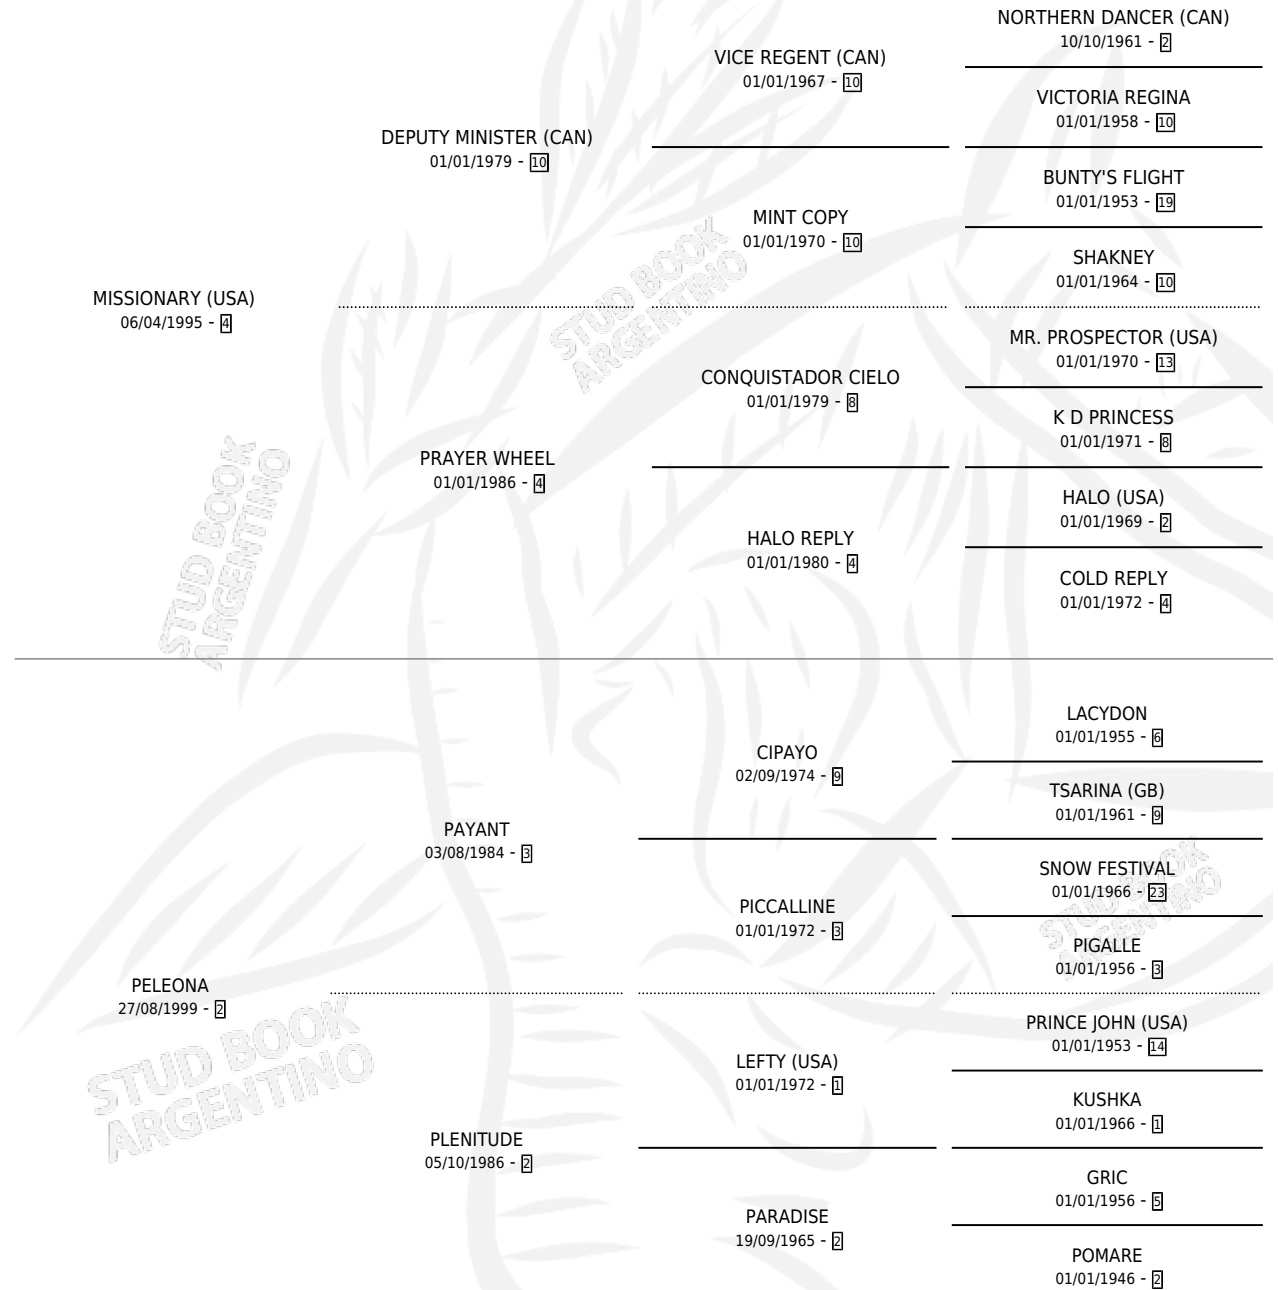 NORTHERN DANCER (CAN)
10/10/1961 - 2
VICE REGENT (CAN)
01/01/1967 - 10
VICTORIA REGINA
01/01/1958 - 10
DEPUTY MINISTER (CAN)
01/01/1979 - 10
BUNTY'S FLIGHT
01/01/1953 - 19
MINT COPY
01/01/1970 - 10
SHAKNEY
01/01/1964 - 10
MISSIONARY (USA)
06/04/1995 - 4
MR. PROSPECTOR (USA)
01/01/1970 - 13
CONQUISTADOR CIELO
01/01/1979 - 8
K D PRINCESS
01/01/1971 - 8
PRAYER WHEEL
01/01/1986 - 4
HALO (USA)
01/01/1969 - 2
HALO REPLY
01/01/1980 - 4
COLD REPLY
01/01/1972 - 4
LACYDON
01/01/1955 - 6
CIPAYO
02/09/1974 - 9
TSARINA (GB)
01/01/1961 - 9
PAYANT
03/08/1984 - 3
SNOW FESTIVAL
01/01/1966 - 23
PICCALLINE
01/01/1972 - 3
PIGALLE
01/01/1956 - 3
PELEONA
27/08/1999 - 2
PRINCE JOHN (USA)
01/01/1953 - 14
LEFTY (USA)
01/01/1972 - 1
KUSHKA
01/01/1966 - 1
PLENITUDE
05/10/1986 - 2
GRIC
01/01/1956 - 5
PARADISE
19/09/1965 - 2
POMARE
01/01/1946 - 2
STUD BOOK
ARGENTINO
STUD BOOK
ARGENTINO
STUD BOOK
ARGENTINO
STUD BOOK
ARGENTINO